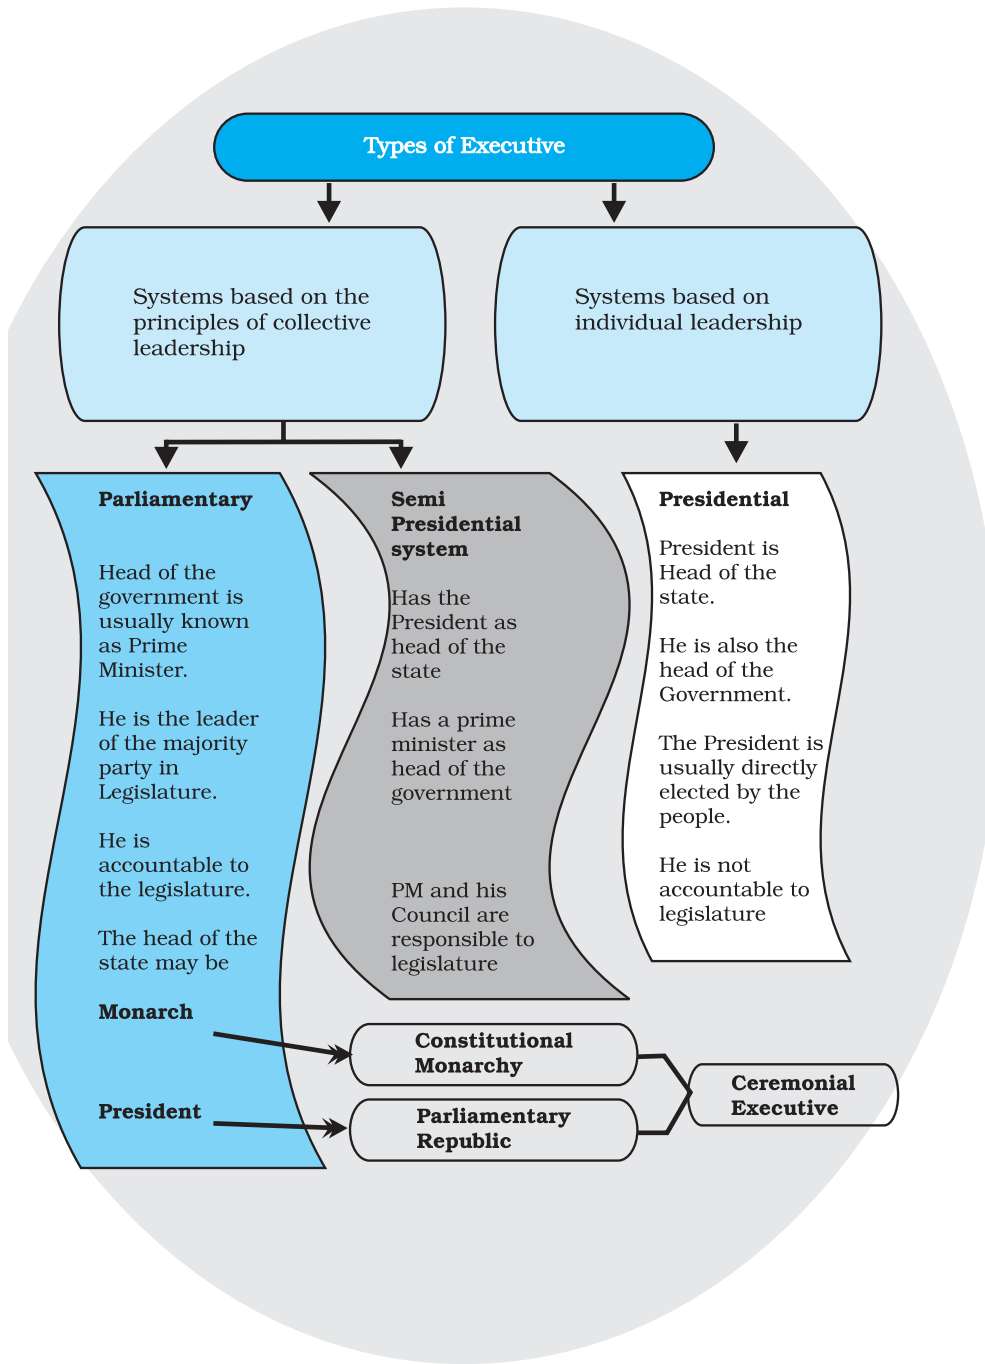 Types of Executive
Systems based on the
principles of collective
leadership
Systems based on
individual leadership
Parliamentary
Head of the
government is
usually known
as Prime
Minister.
He is the leader
of the majority
party in
Legislature.
He is
accountable to
the legislature.
The head of the
state may be
Monarch
President
Semi
Presidential
system
Has the
President as
head of the
state
Has a prime
minister as
head of the
government
PM and his
Council are
responsible to
legislature
Presidential
President is
Head of the
state.
He is also the
head of the
Government.
The President is
usually directly
elected by the
people.
He is not
accountable to
legislature
Constitutional
Monarchy
Parliamentary
Republic
Ceremonial
Executive